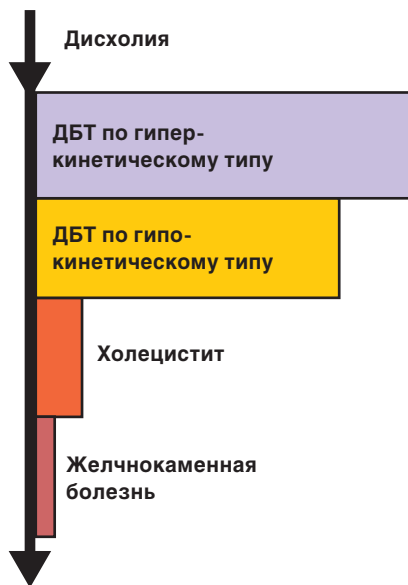 Дисхолия
ДБТ по гипер-
кинетическому типу
ДБТ по гипо-
кинетическому типу
Холецистит
Желчнокаменная
болезнь